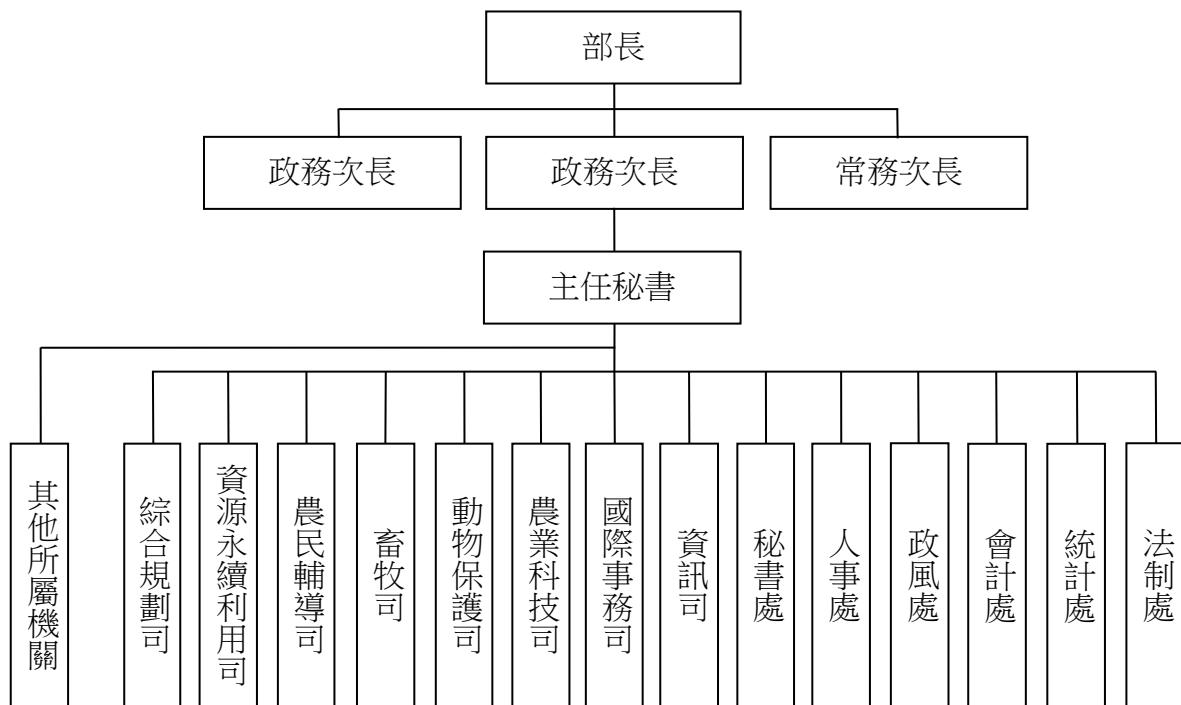 部長
政務次長
政務次長
常務次長
主任秘書
其他所屬機關
綜合規劃司
資源永續利用司
農民輔導司
畜牧司
動物保護司
農業科技司
國際事務司
資訊司
秘書處
人事處
政風處
會計處
統計處
法制處